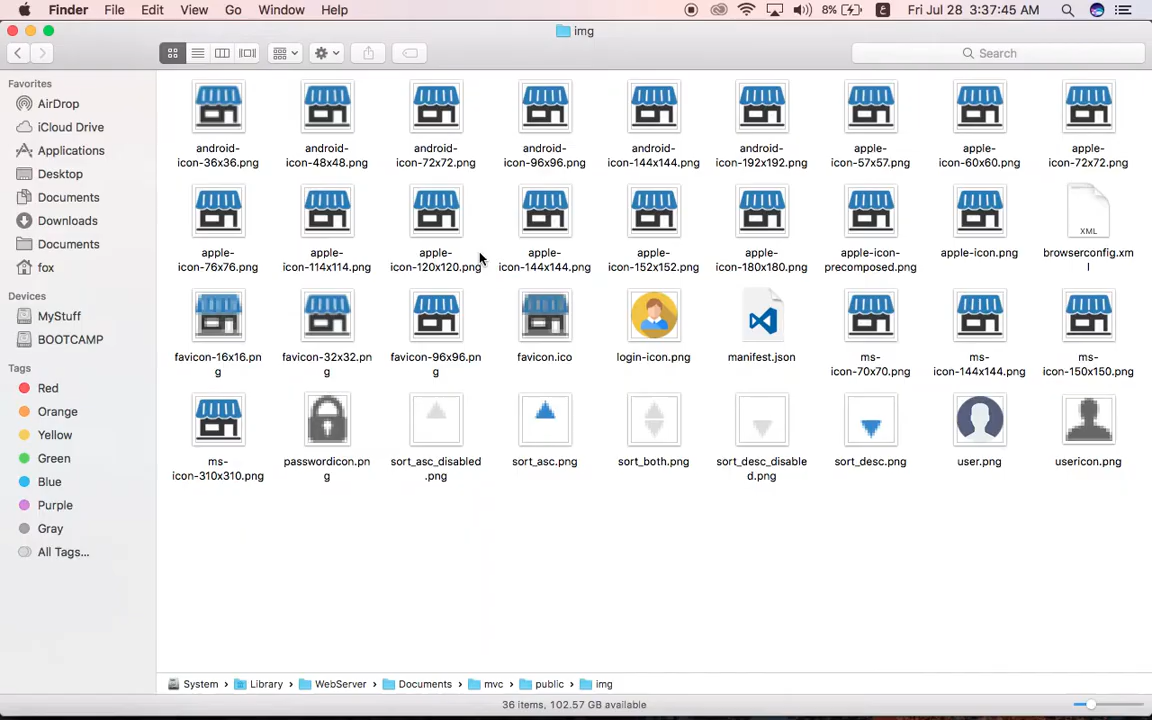 Finder File Edit View Go Window Help 8% ع Fri Jul 28 3:37:45 AM
img
Search
Favorites
AirDrop
iCloud Drive
Applications
Desktop
Documents
Downloads
Documents
fox
Devices
MyStuff
BOOTCAMP
Tags
Red
Orange
Yellow
Green
Blue
Purple
Gray
All Tags...
android-
icon-36x36.png
android-
icon-48x48.png
android-
icon-72x72.png
android-
icon-96x96.png
android-
icon-144x144.png
android-
icon-192x192.png
apple-
icon-57x57.png
apple-
icon-60x60.png
apple-
icon-72x72.png
apple-
icon-76x76.png
apple-
icon-114x114.png
apple-
icon-120x120.png
apple-
icon-144x144.png
apple-
icon-152x152.png
apple-
icon-180x180.png
apple-icon-
precomposed.png
apple-icon.png
XML
browserconfig.xm
l
favicon-16x16.pn
g
favicon-32x32.pn
g
favicon-96x96.pn
g
favicon.ico
login-icon.png
manifest.json
ms-
icon-70x70.png
ms-
icon-144x144.png
ms-
icon-150x150.png
ms-
icon-310x310.png
passwordicon.pn
g
sort_asc_disabled
.png
sort_asc.png
sort_both.png
sort_desc_disable
d.png
sort_desc.png
user.png
usericon.png
System › Library › WebServer › Documents › mvc › public › img
36 items, 102.57 GB available